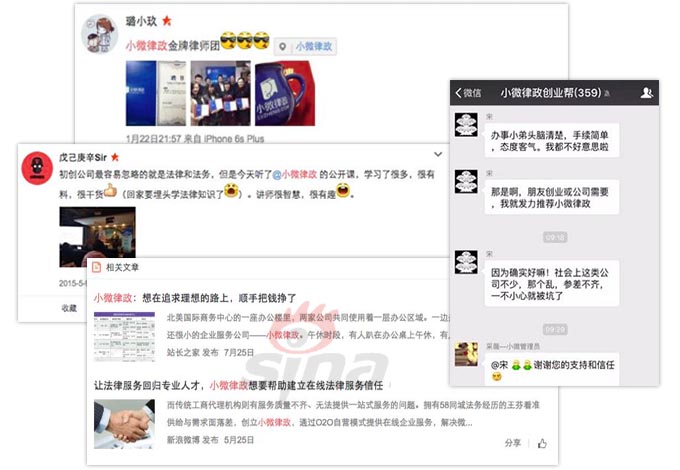 璐小玖
小微律政金牌律师团
小微律政
小微律政
1月22日21:57 来自 iPhone 6s Plus
戊己庚辛Sir
初创公司最容易忽略的就是法律和法务，但是今天听了@小微律政 的公开课，学习了很多，很有
料，很干货（回家要埋头学法律知识了）。讲师很智慧，很有趣。
2015-5-
收藏
相关文章
小微律政：想在追求理想的路上，顺手把钱挣了
北美国际商务中心的一座办公楼里，两家公司共同使用着一层办公区域。一边
还很小的企业服务公司——小微律政。午休时段，有人趴在办公桌上午休，有
站长之家 发布 7月25日
让法律服务回归专业人才，小微律政想要帮助建立在线法律服务信任
而传统工商代理机构则有服务质量不齐、无法提供一站式服务的问题。拥有58同城法务经历的王芬看准
供给与需求面落差，创立小微律政，通过O2O自营模式提供在线企业服务，解决微...
新浪微博 发布 5月25日
分享
sina
微信
小微律政创业帮(359)
宋
办事小弟头脑清楚，手续简单
，态度客气。我都不好意思啦
宋
那是啊，朋友创业或公司需要
，我就发力推荐小微律政
09:18
宋
因为确实好嘛！社会上这类公
司不少，那个乱，参差不齐，
一不小心就被坑了
09:29
采薇~小微管理员
@宋 谢谢您的支持和信任